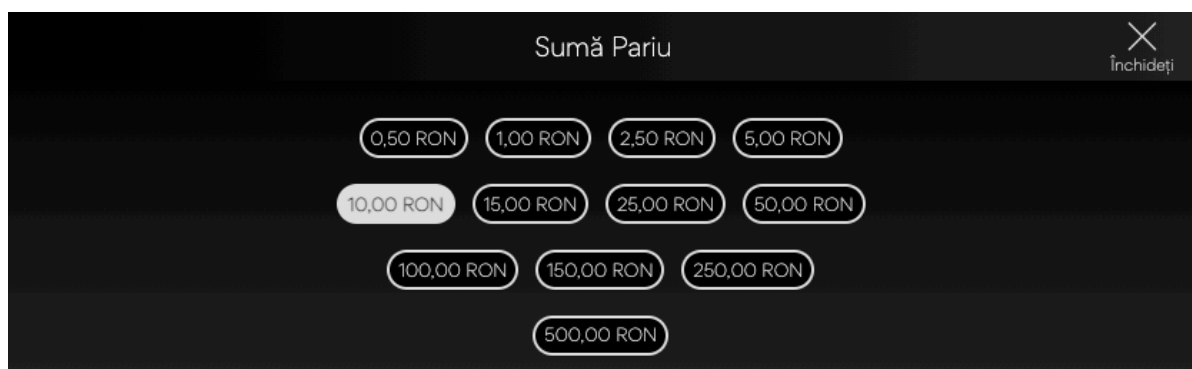 Sumă Pariu
Închideți
0,50 RON 1,00 RON 2,50 RON 5,00 RON
10,00 RON 15,00 RON 25,00 RON 50,00 RON
100,00 RON 150,00 RON 250,00 RON
500,00 RON